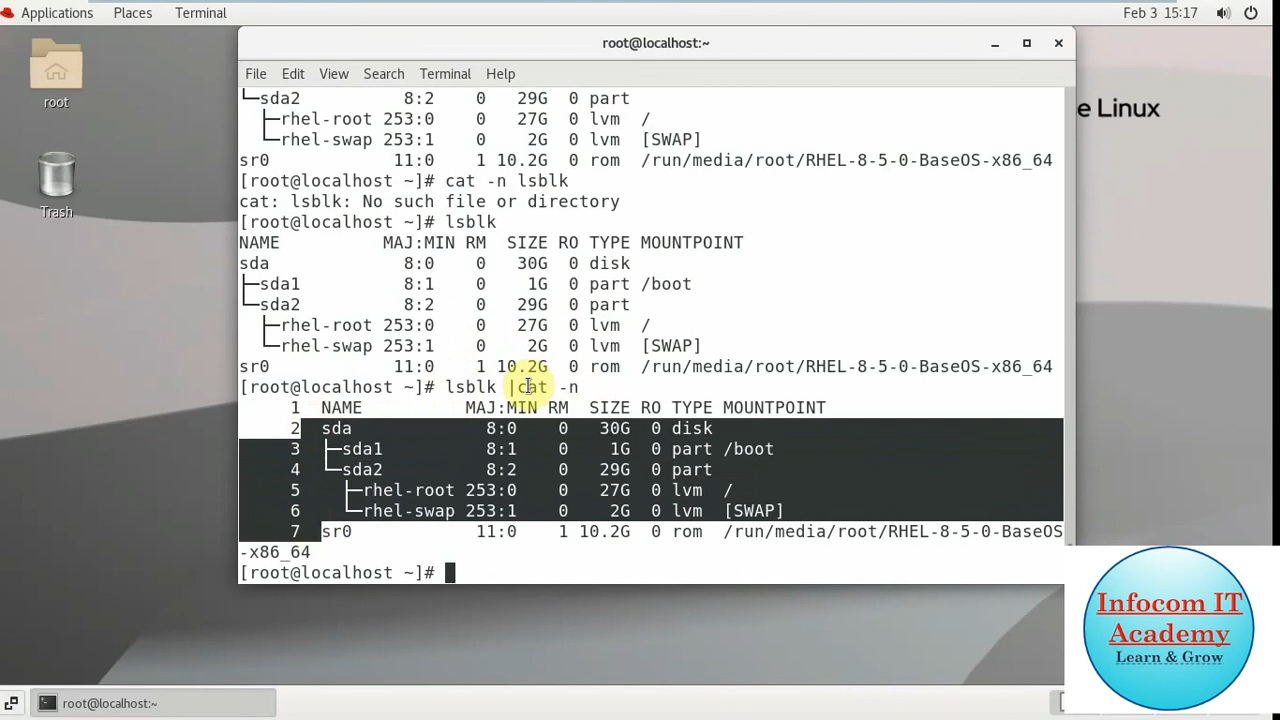 Applications Places Terminal Feb 3 15:17
root@localhost:~
File Edit View Search Terminal Help
root
Trash
e Linux
└─sda2 8:2 0 29G 0 part
├─rhel-root 253:0 0 27G 0 lvm /
└─rhel-swap 253:1 0 2G 0 lvm [SWAP]
sr0 11:0 1 10.2G 0 rom /run/media/root/RHEL-8-5-0-BaseOS-x86_64
[root@localhost ~]# cat -n lsblk
cat: lsblk: No such file or directory
[root@localhost ~]# lsblk
NAME MAJ:MIN RM SIZE RO TYPE MOUNTPOINT
sda 8:0 0 30G 0 disk
├─sda1 8:1 0 1G 0 part /boot
└─sda2 8:2 0 29G 0 part
├─rhel-root 253:0 0 27G 0 lvm /
└─rhel-swap 253:1 0 2G 0 lvm [SWAP]
sr0 11:0 1 10.2G 0 rom /run/media/root/RHEL-8-5-0-BaseOS-x86_64
[root@localhost ~]# lsblk |cat -n
1 NAME MAJ:MIN RM SIZE RO TYPE MOUNTPOINT
2 sda 8:0 0 30G 0 disk
3 ├─sda1 8:1 0 1G 0 part /boot
4 └─sda2 8:2 0 29G 0 part
5 ├─rhel-root 253:0 0 27G 0 lvm /
6 └─rhel-swap 253:1 0 2G 0 lvm [SWAP]
7 sr0 11:0 1 10.2G 0 rom /run/media/root/RHEL-8-5-0-BaseOS
-x86_64
[root@localhost ~]#
Infocom IT
Academy
Learn & Grow
root@localhost:~